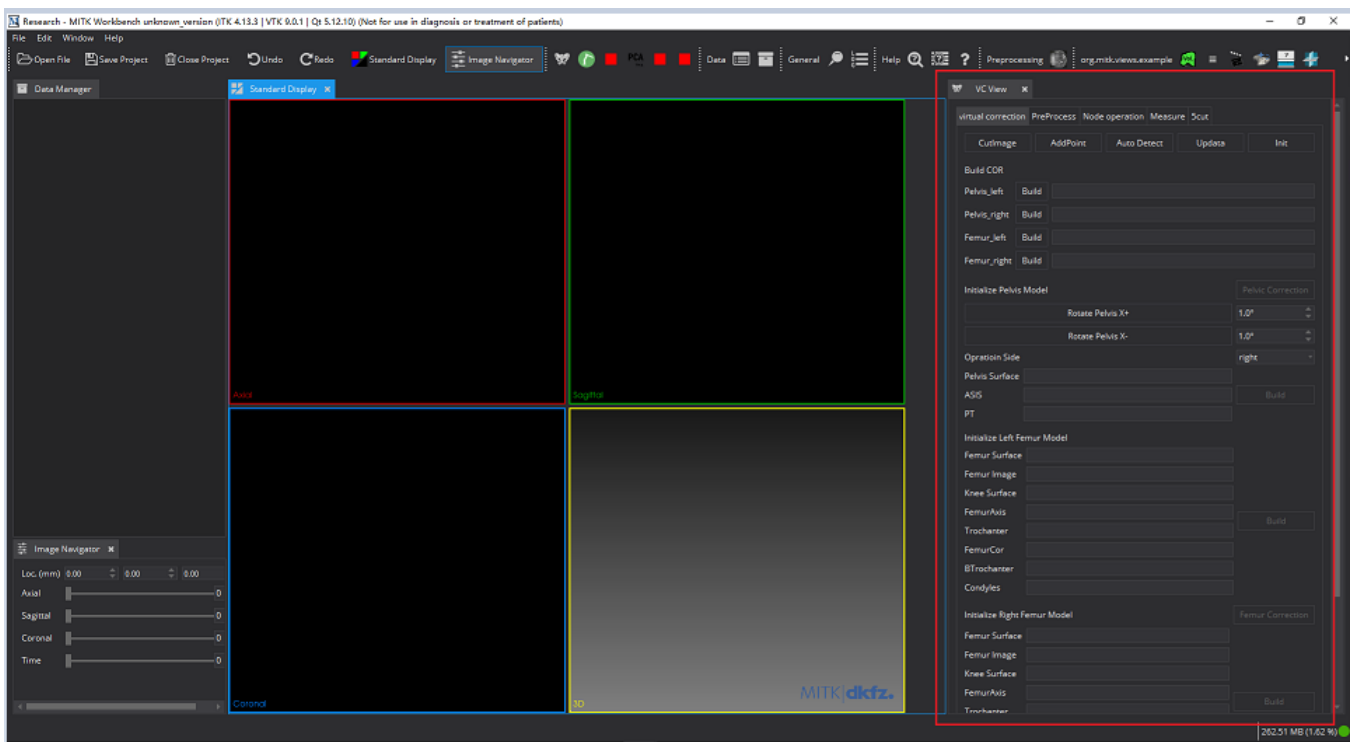 Research - MITK Workbench unknown_version (ITK 4.13.3 | VTK 9.0.1 | Qt 5.12.10) (Not for use in diagnosis or treatment of patients)
File Edit Window Help
Open File Save Project Close Project Undo Redo Standard Display Image Navigator PCA Data General Help Preprocessing org.mitk.views.example
Data Manager
Standard Display
VC View
virtual correction PreProcess Node operation Measure 5cut
CutImage AddPoint Auto Detect Updata Init
Build COR
Pelvis_left Build
Pelvis_right Build
Femur_left Build
Femur_right Build
Initialize Pelvis Model Pelvic Correction
Rotate Pelvis X+ 1.0°
Rotate Pelvis X- 1.0°
Opratioin Side right
Pelvis Surface
ASIS Build
PT
Initialize Left Femur Model
Femur Surface
Femur Image
Knee Surface
FemurAxis
Build
Trochanter
FemurCor
BTrochanter
Condyles
Initialize Right Femur Model Femur Correction
Femur Surface
Femur Image
Knee Surface
FemurAxis
Build
Trochanter
Axial
Sagittal
Coronal
3D
MITK dkfz.
Image Navigator
Loc. (mm) 0.00 0.00 0.00
Axial 0
Sagittal 0
Coronal 0
Time 0
262.51 MB (1.62 %)